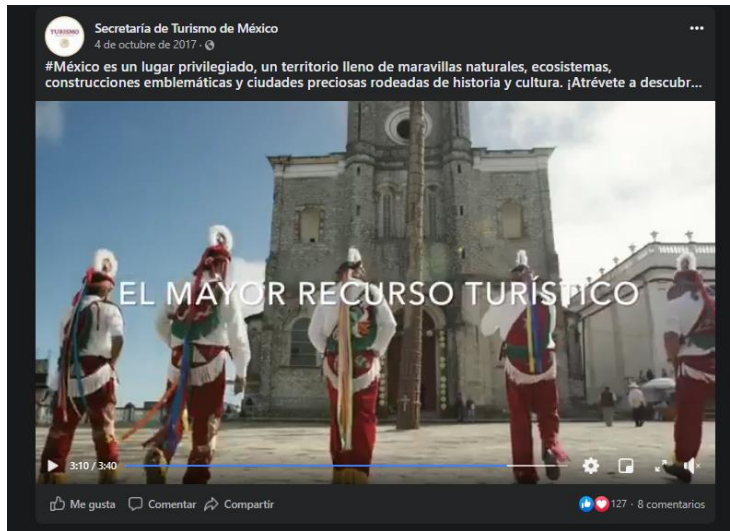 TURISMO
Secretaría de Turismo de México
4 de octubre de 2017 ·
#México es un lugar privilegiado, un territorio lleno de maravillas naturales, ecosistemas,
construcciones emblemáticas y ciudades preciosas rodeadas de historia y cultura. ¡Atrévete a descubr...
EL MAYOR RECURSO TURÍSTICO
3:10 / 3:40
Me gusta Comentar Compartir 127 · 8 comentarios